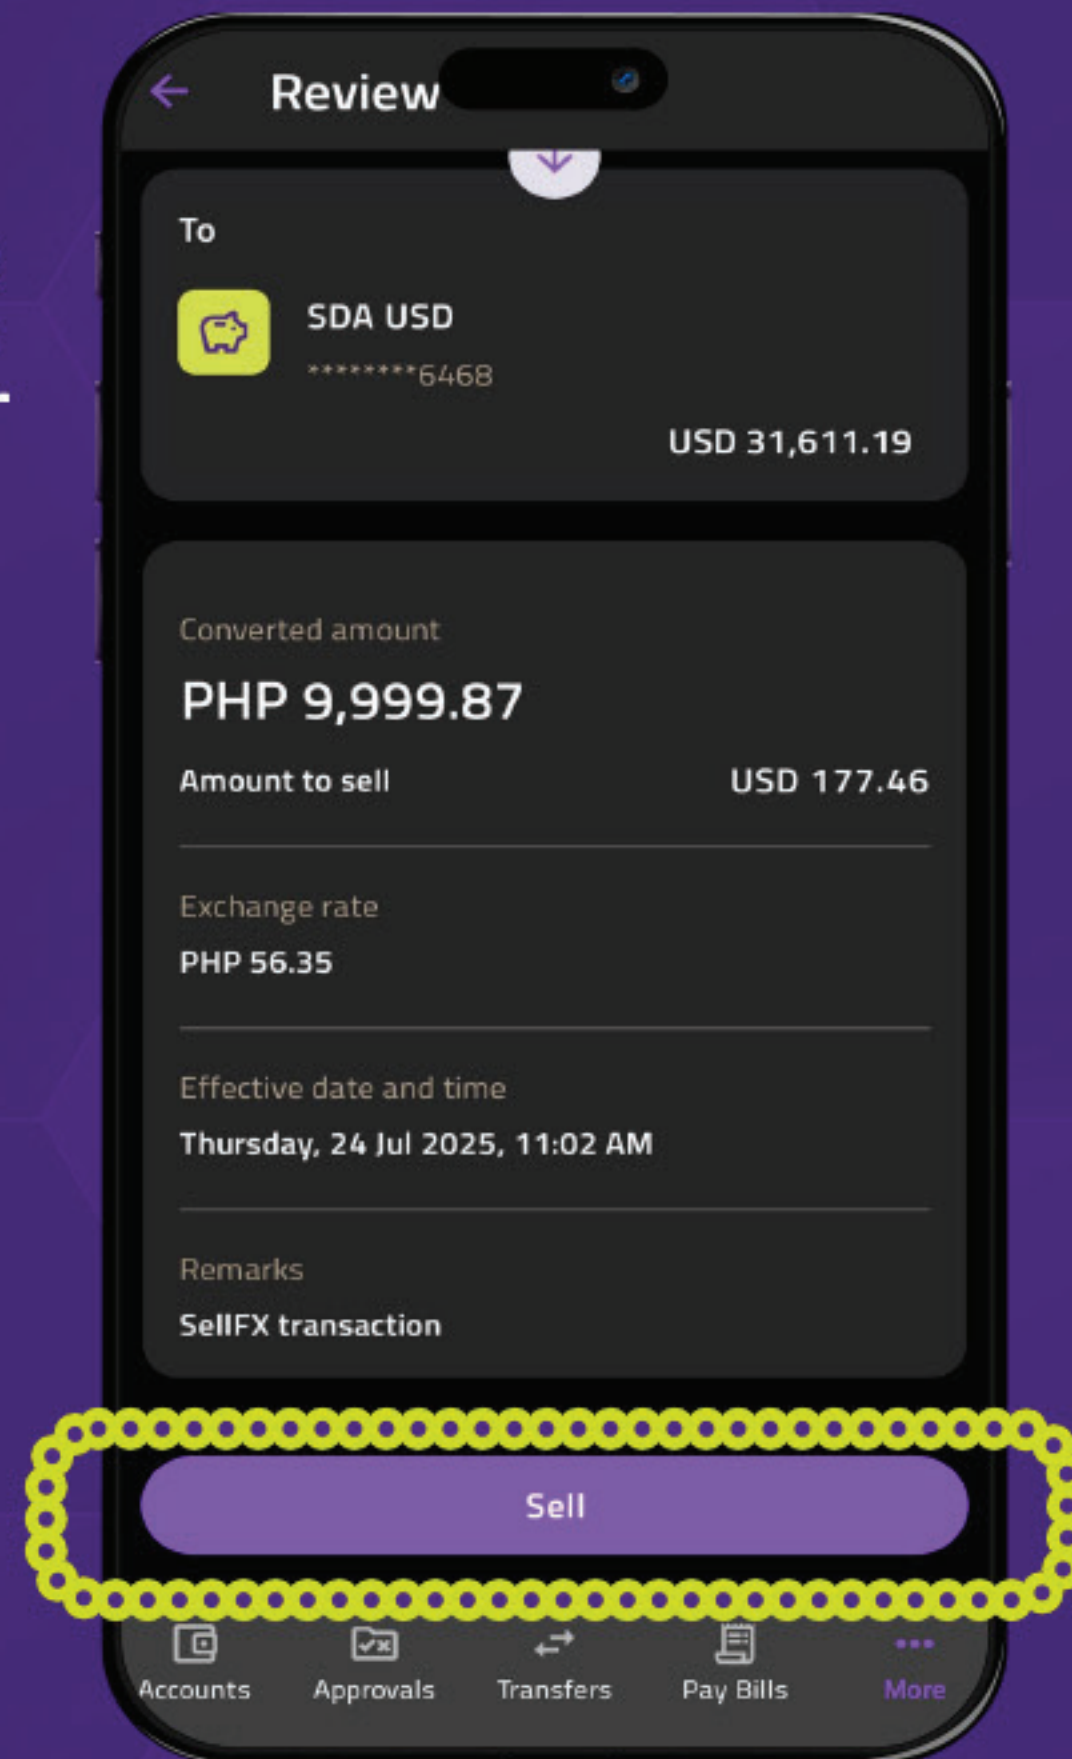 Review
To
SDA USD
********6468
USD 31,611.19
Converted amount
PHP 9,999.87
Amount to sell USD 177.46
Exchange rate
PHP 56.35
Effective date and time
Thursday, 24 Jul 2025, 11:02 AM
Remarks
SellFX transaction
Sell
Accounts Approvals Transfers Pay Bills More